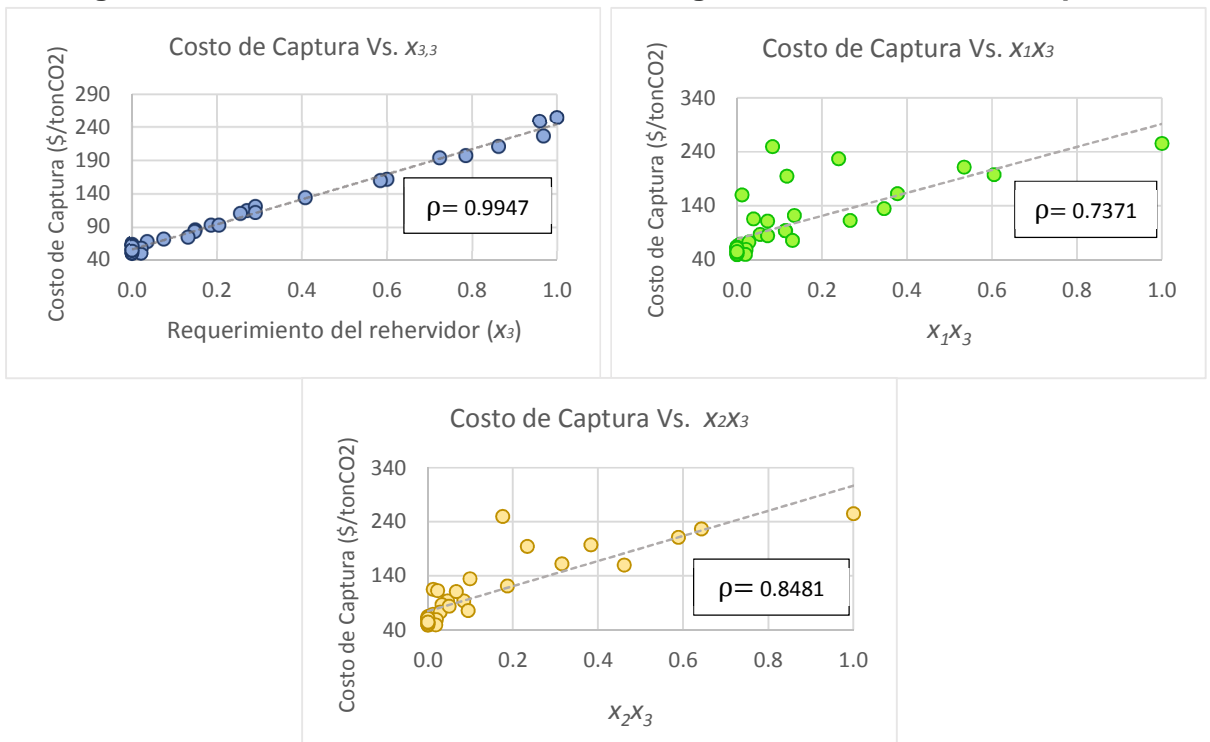 Costo de Captura Vs. x3,3
Costo de Captura ($/tonCO2)
290
240
190
140
90
40
0.0 0.2 0.4 0.6 0.8 1.0
ρ= 0.9947
Requerimiento del rehervidor (x3)
Costo de Captura Vs. x1x3
Costo de Captura ($/tonCO2)
340
240
140
40
0.0 0.2 0.4 0.6 0.8 1.0
ρ= 0.7371
x1x3
Costo de Captura Vs. x2x3
Costo de Captura ($/tonCO2)
340
240
140
40
0.0 0.2 0.4 0.6 0.8 1.0
ρ= 0.8481
x2x3